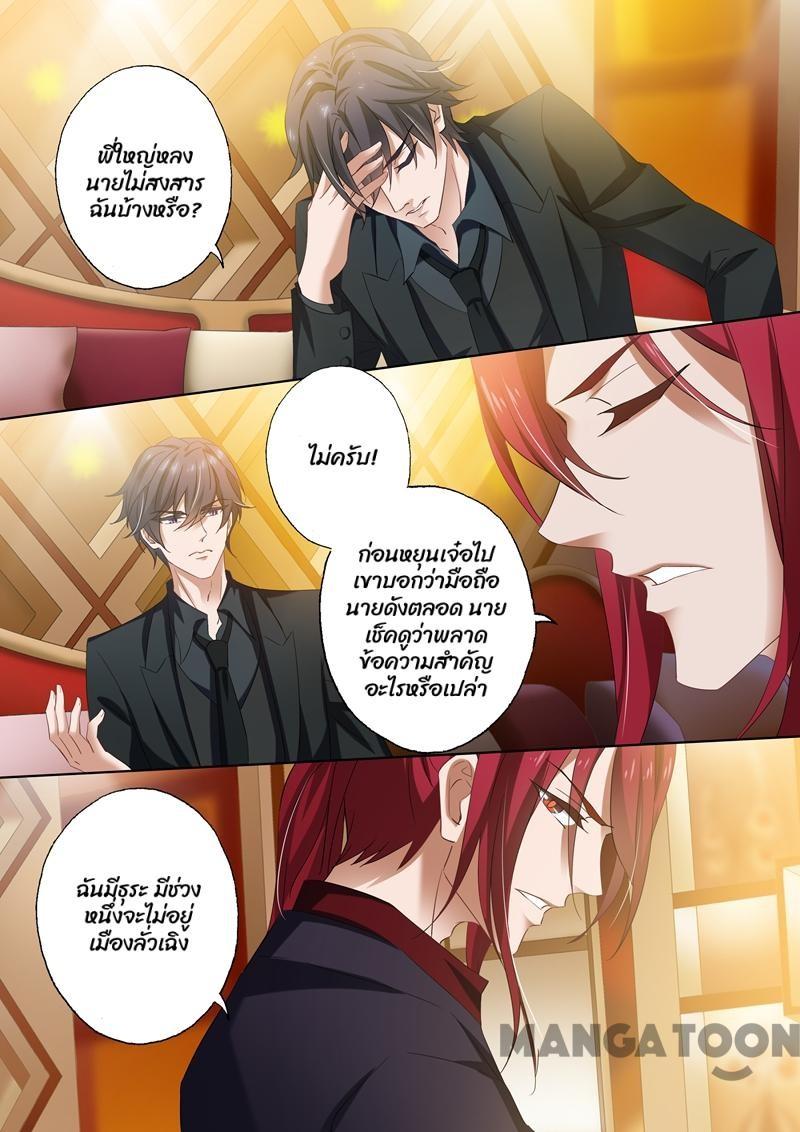 พี่ใหญ่หลง
นายไม่สงสาร
ฉันบ้างหรือ?
ไม่ครับ!
ก่อนหยุนเจ๋อไป
เขาบอกว่ามือถือ
นายดังตลอด นาย
เช็คดูว่าพลาด
ข้อความสำคัญ
อะไรหรือเปล่า
ฉันมีธุระ มีช่วง
หนึ่งจะไม่อยู่
เมืองลั่วเฉิง
MANGA TOON